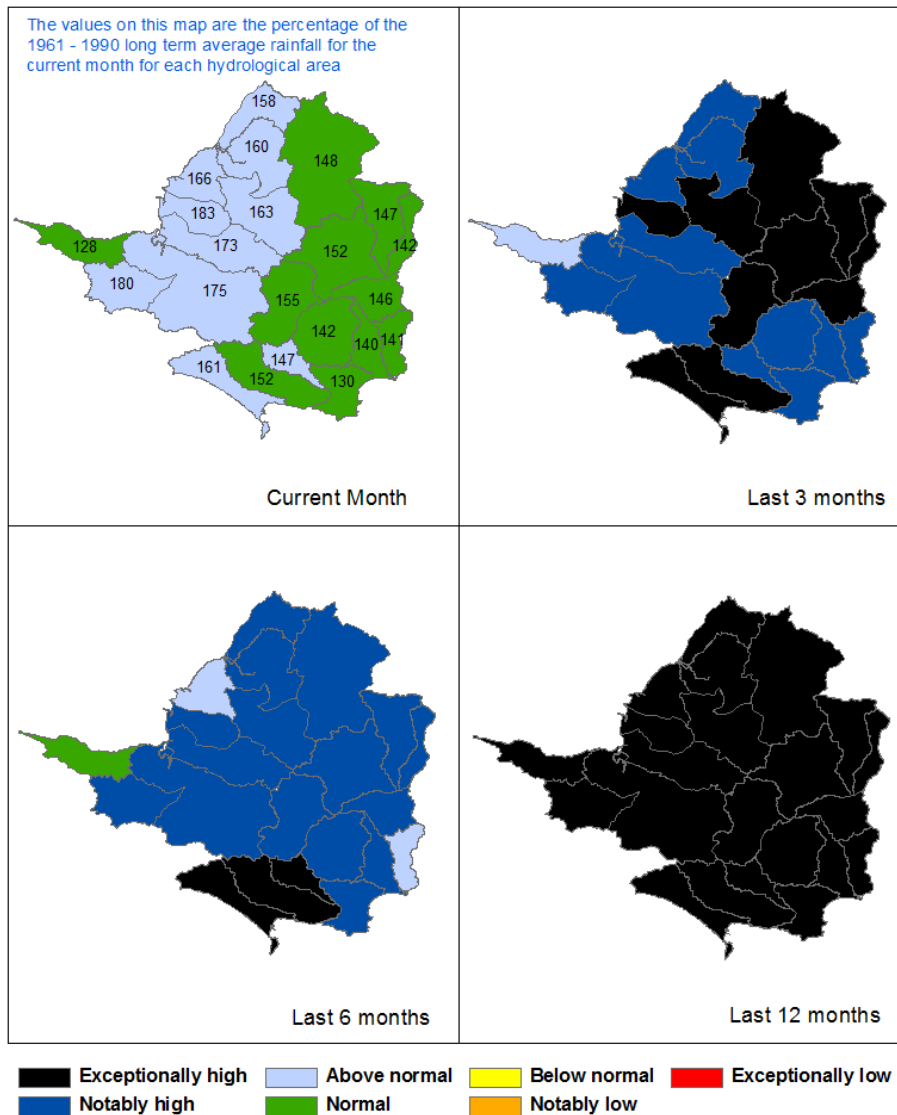 The values on this map are the percentage of the
1961 - 1990 long term average rainfall for the
current month for each hydrological area
158
160
148
166
163
147
183
128
173
152
142
180
175
155
146
142
140
141
147
161
152
130
Current Month
Last 3 months
Last 6 months
Last 12 months
Exceptionally high
Above normal
Below normal
Exceptionally low
Notably high
Normal
Notably low